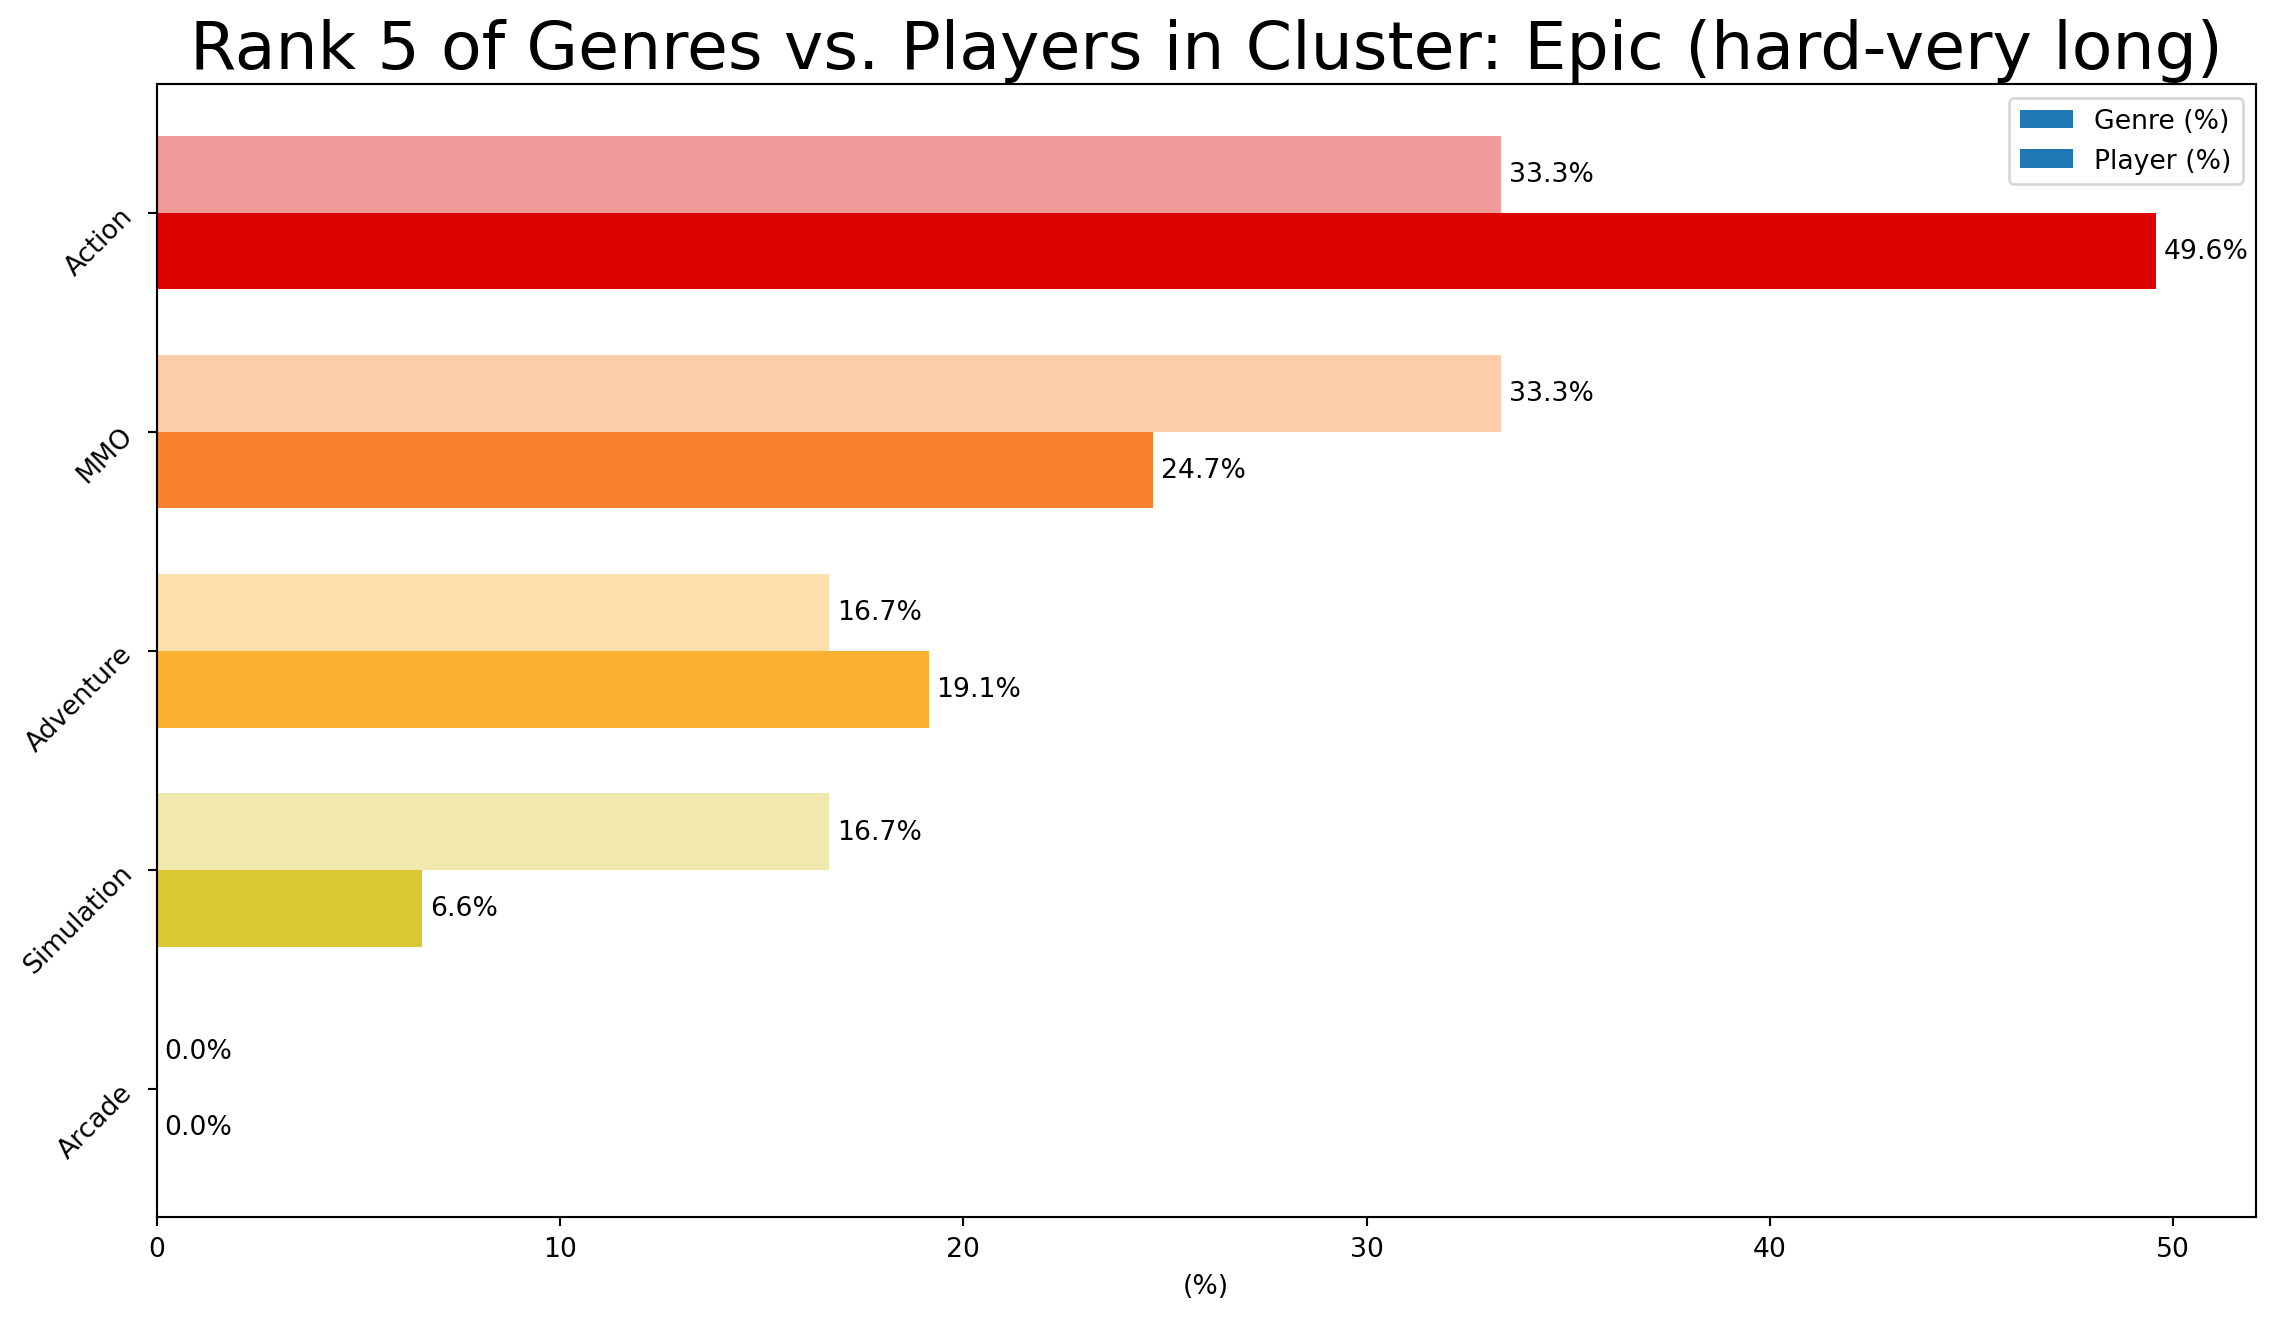 Rank 5 of Genres vs. Players in Cluster: Epic (hard-very long)
Genre (%)
Player (%)
Action
33.3%
49.6%
MMO
33.3%
24.7%
Adventure
16.7%
19.1%
Simulation
16.7%
6.6%
Arcade
0.0%
0.0%
0 10 20 30 40 50
(%)